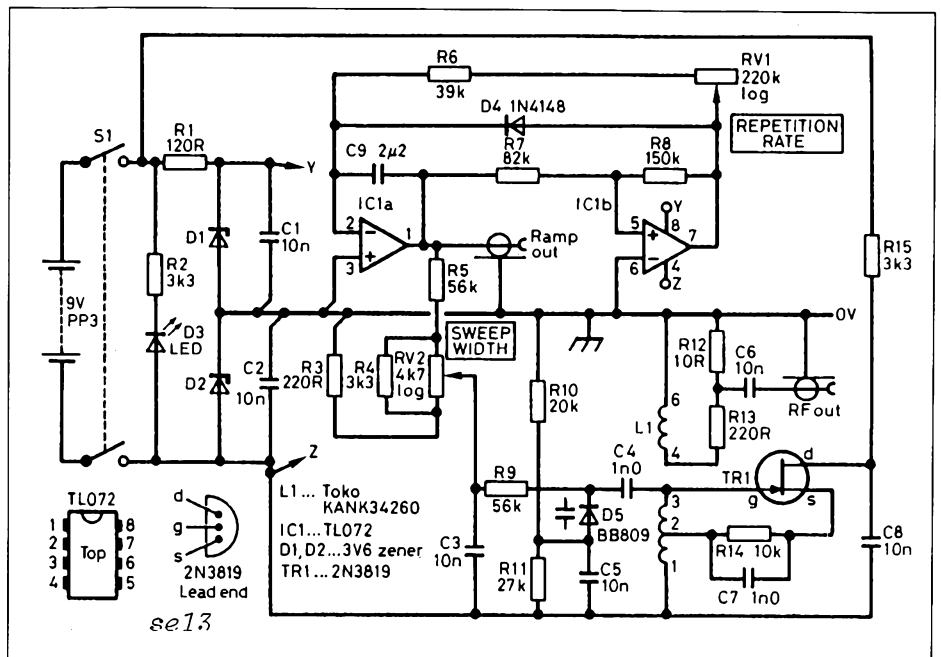 S1
R1
120R
R6
39k
RV1
220k
log
D4 1N4148
REPETITION
RATE
C9 2µ2
R7
82k
R8
150k
Y
D1
C1
10n
R2
3k3
IC1a
2
-
+
3
1
Ramp
out
IC1b
5
+
-
6
Y
8
7
4
Z
R15
3k3
9V
PP3
D3
LED
D2
C2
10n
R3
220R
R4
3k3
R5
56k
SWEEP
WIDTH
RV2
4k7
log
0V
R10
20k
R12
10R
C6
10n
RF out
6
L1
4
R13
220R
Z
L1... Toko
KANK34260
IC1...TL072
D1,D2...3V6 zener
TR1...2N3819
C3
10n
R9
56k
C4
1n0
D5
BB809
R11
27k
C5
10n
3
2
1
TR1
d
g
s
R14 10k
C7 1n0
C8
10n
TL072
1
2
3
4
Top
8
7
6
5
d
g
s
2N3819
Lead end
se13